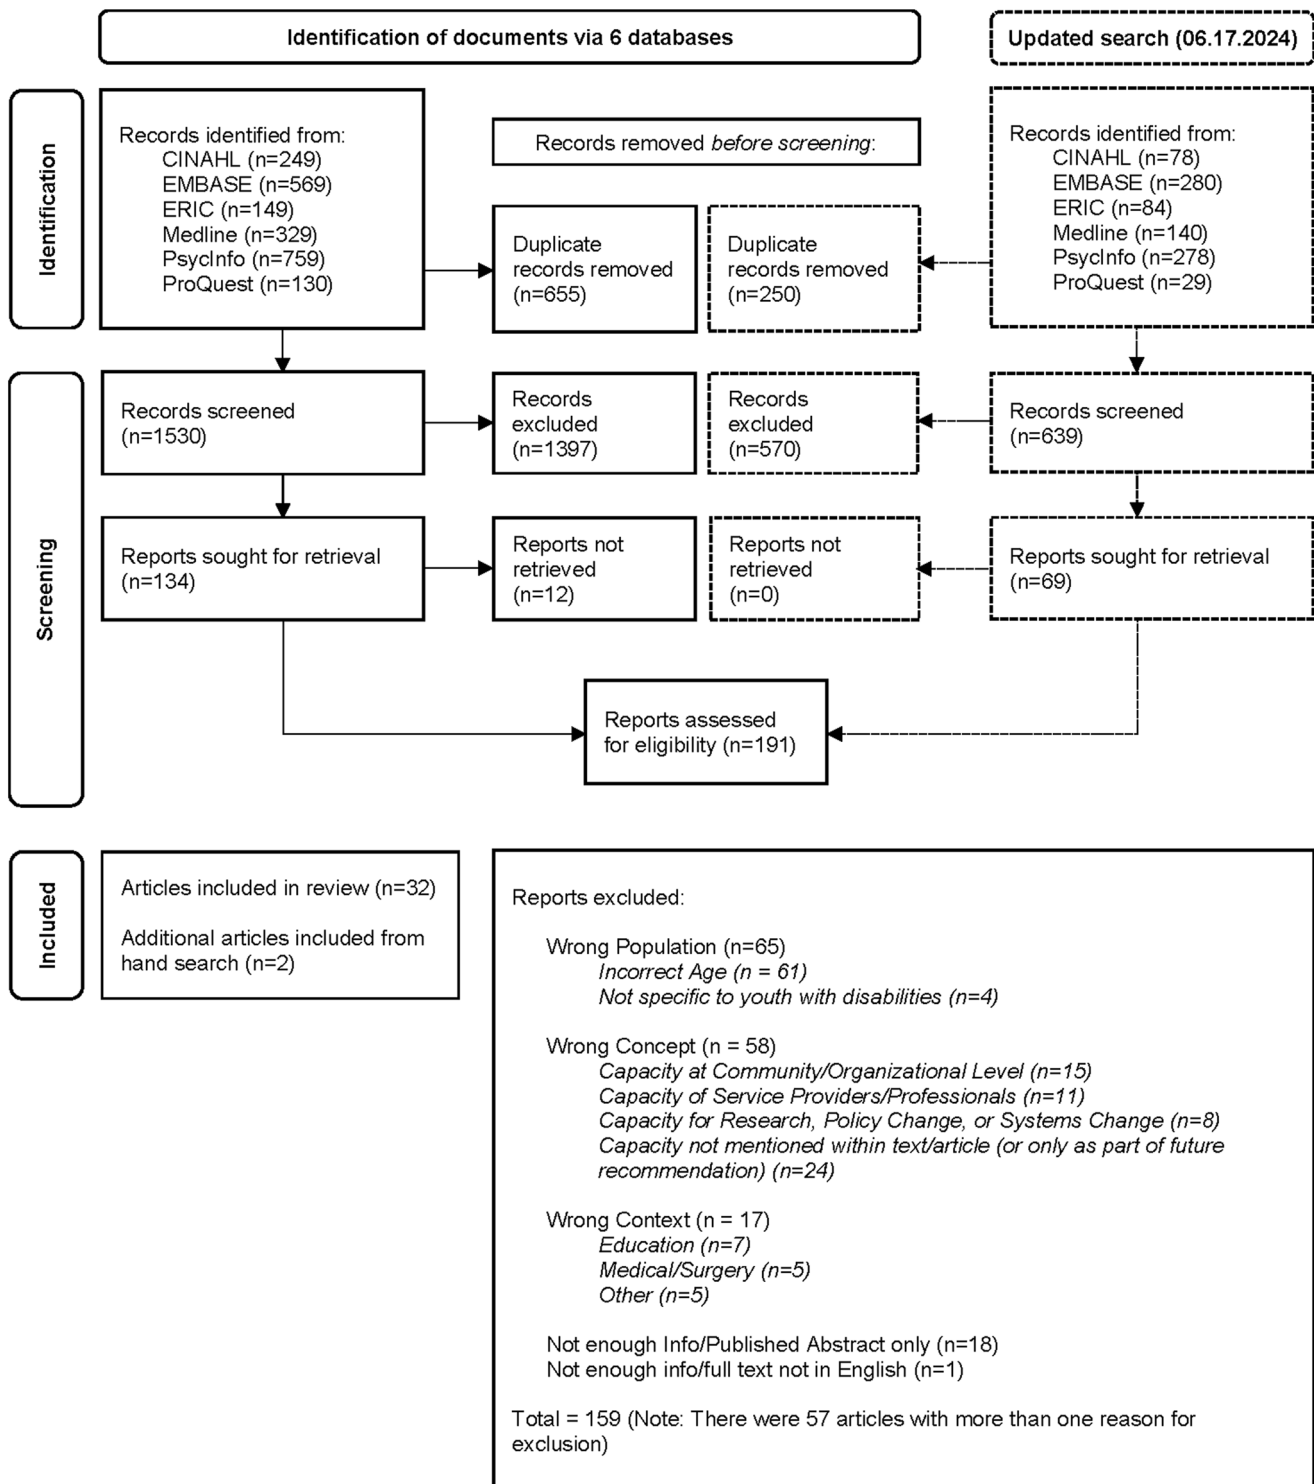 Identification of documents via 6 databases
Updated search (06.17.2024)
Identification
Records identified from:
CINAHL (n=249)
EMBASE (n=569)
ERIC (n=149)
Medline (n=329)
PsycInfo (n=759)
ProQuest (n=130)
Records removed before screening:
Duplicate
records removed
(n=655)
Duplicate
records removed
(n=250)
Records identified from:
CINAHL (n=78)
EMBASE (n=280)
ERIC (n=84)
Medline (n=140)
PsycInfo (n=278)
ProQuest (n=29)
Screening
Records screened
(n=1530)
Records
excluded
(n=1397)
Records
excluded
(n=570)
Records screened
(n=639)
Reports sought for retrieval
(n=134)
Reports not
retrieved
(n=12)
Reports not
retrieved
(n=0)
Reports sought for retrieval
(n=69)
Reports assessed
for eligibility (n=191)
Included
Articles included in review (n=32)
Additional articles included from
hand search (n=2)
Reports excluded:
Wrong Population (n=65)
Incorrect Age (n = 61)
Not specific to youth with disabilities (n=4)
Wrong Concept (n = 58)
Capacity at Community/Organizational Level (n=15)
Capacity of Service Providers/Professionals (n=11)
Capacity for Research, Policy Change, or Systems Change (n=8)
Capacity not mentioned within text/article (or only as part of future
recommendation) (n=24)
Wrong Context (n = 17)
Education (n=7)
Medical/Surgery (n=5)
Other (n=5)
Not enough Info/Published Abstract only (n=18)
Not enough info/full text not in English (n=1)
Total = 159 (Note: There were 57 articles with more than one reason for
exclusion)